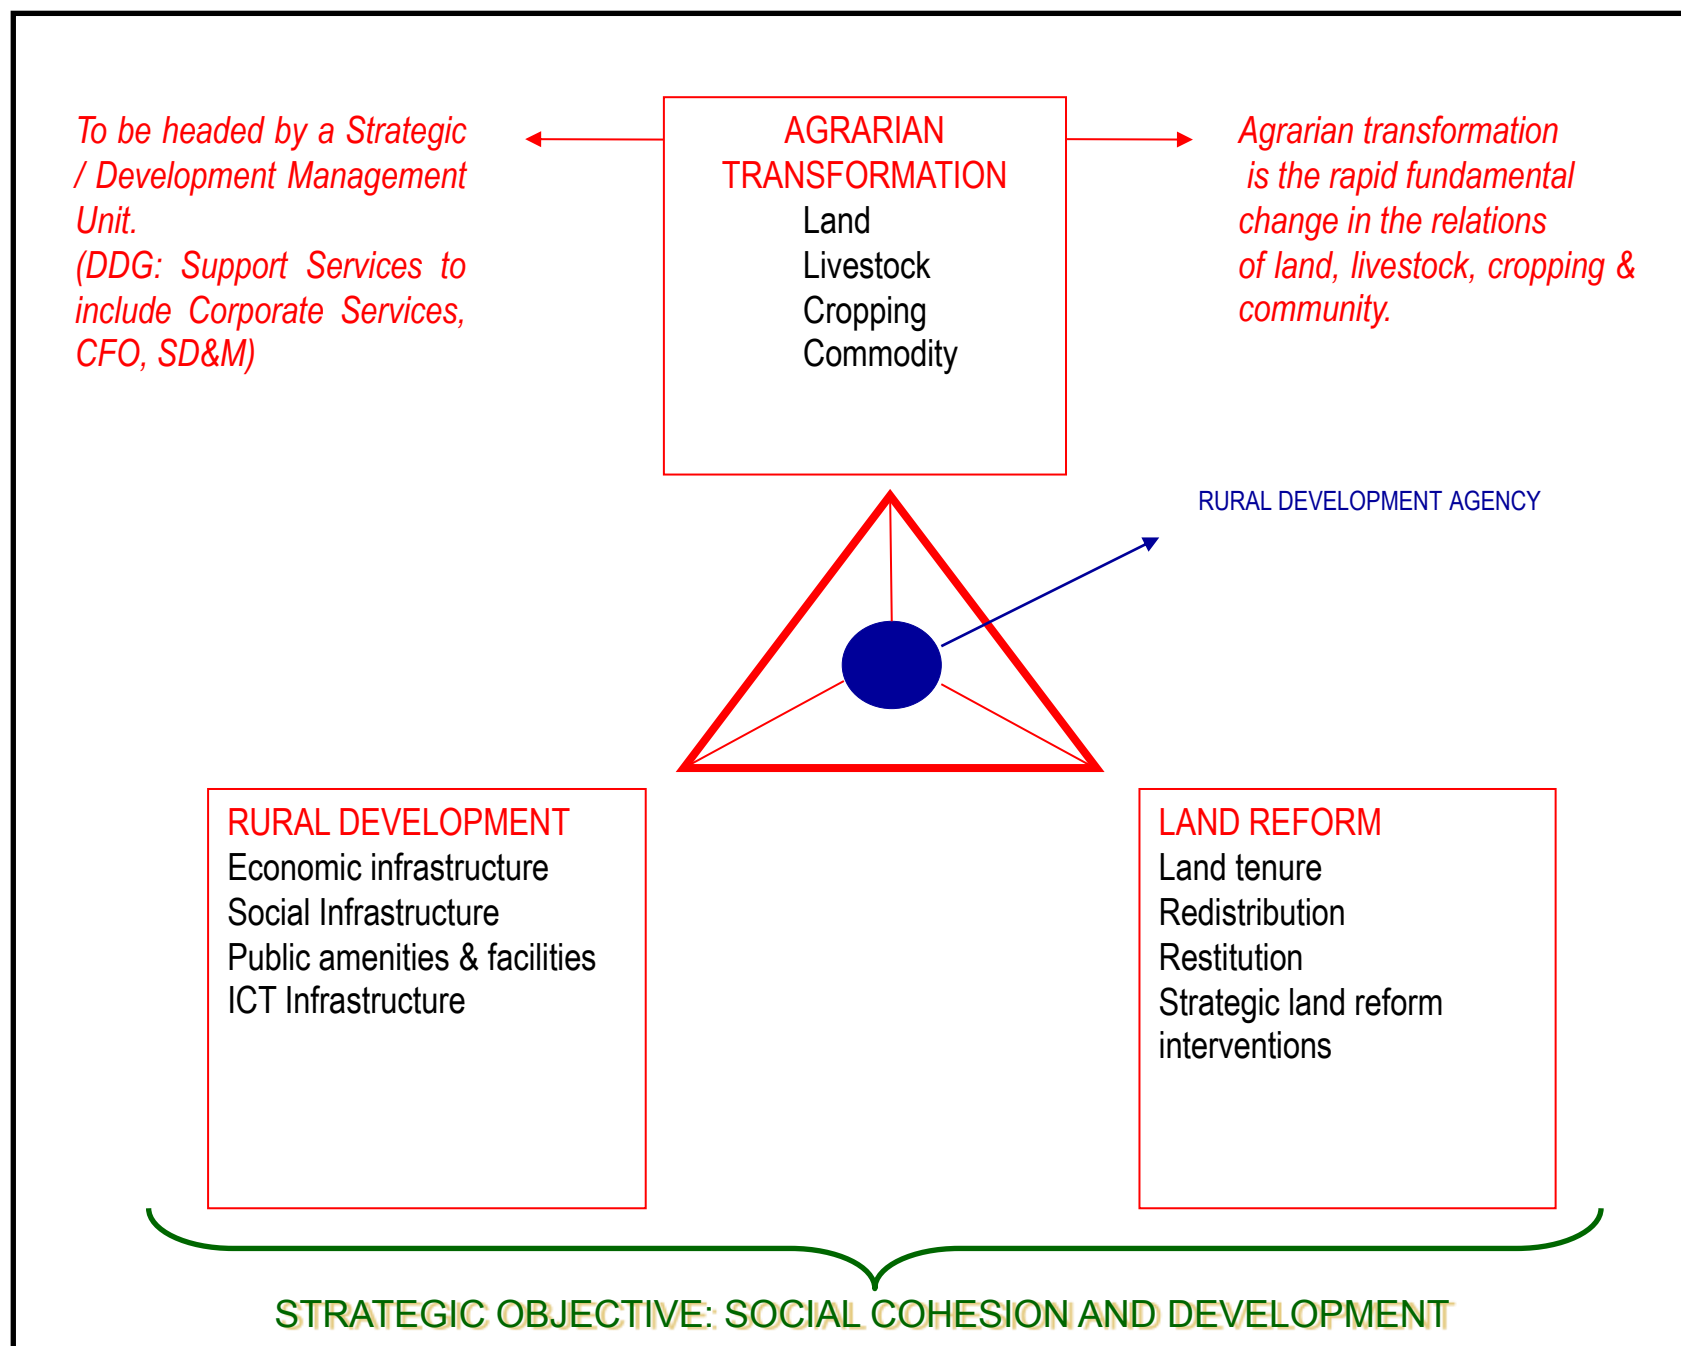 To be headed by a Strategic
/ Development Management
Unit.
(DDG: Support Services to
include Corporate Services,
CFO, SD&M)
AGRARIAN
TRANSFORMATION
Land
Livestock
Cropping
Commodity
Agrarian transformation
is the rapid fundamental
change in the relations
of land, livestock, cropping &
community.
RURAL DEVELOPMENT AGENCY
RURAL DEVELOPMENT
Economic infrastructure
Social Infrastructure
Public amenities & facilities
ICT Infrastructure
LAND REFORM
Land tenure
Redistribution
Restitution
Strategic land reform
interventions
STRATEGIC OBJECTIVE: SOCIAL COHESION AND DEVELOPMENT